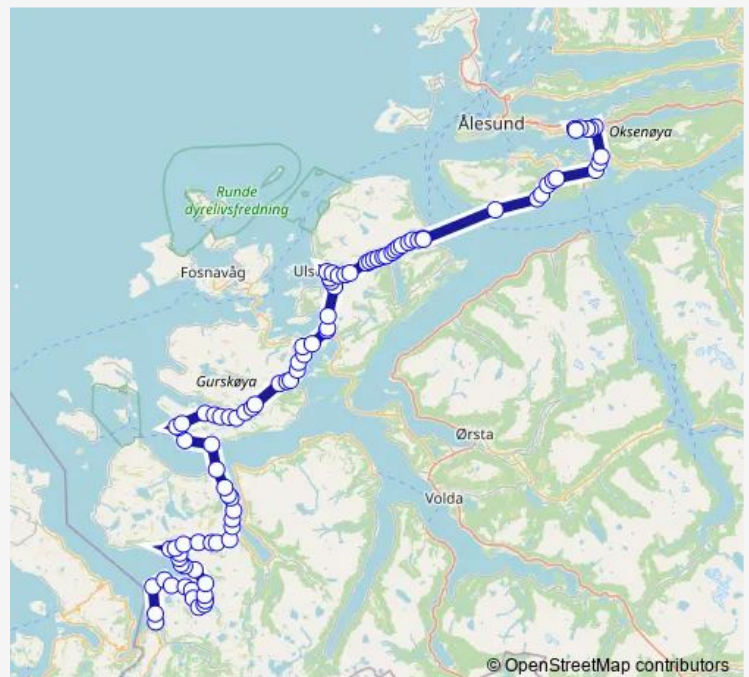 Ålesund
Oksenøya
Runde
dyrelivsfredning
Fosnavåg
Uls
Gurskøya
Ørsta
Volda
© OpenStreetMap contributors